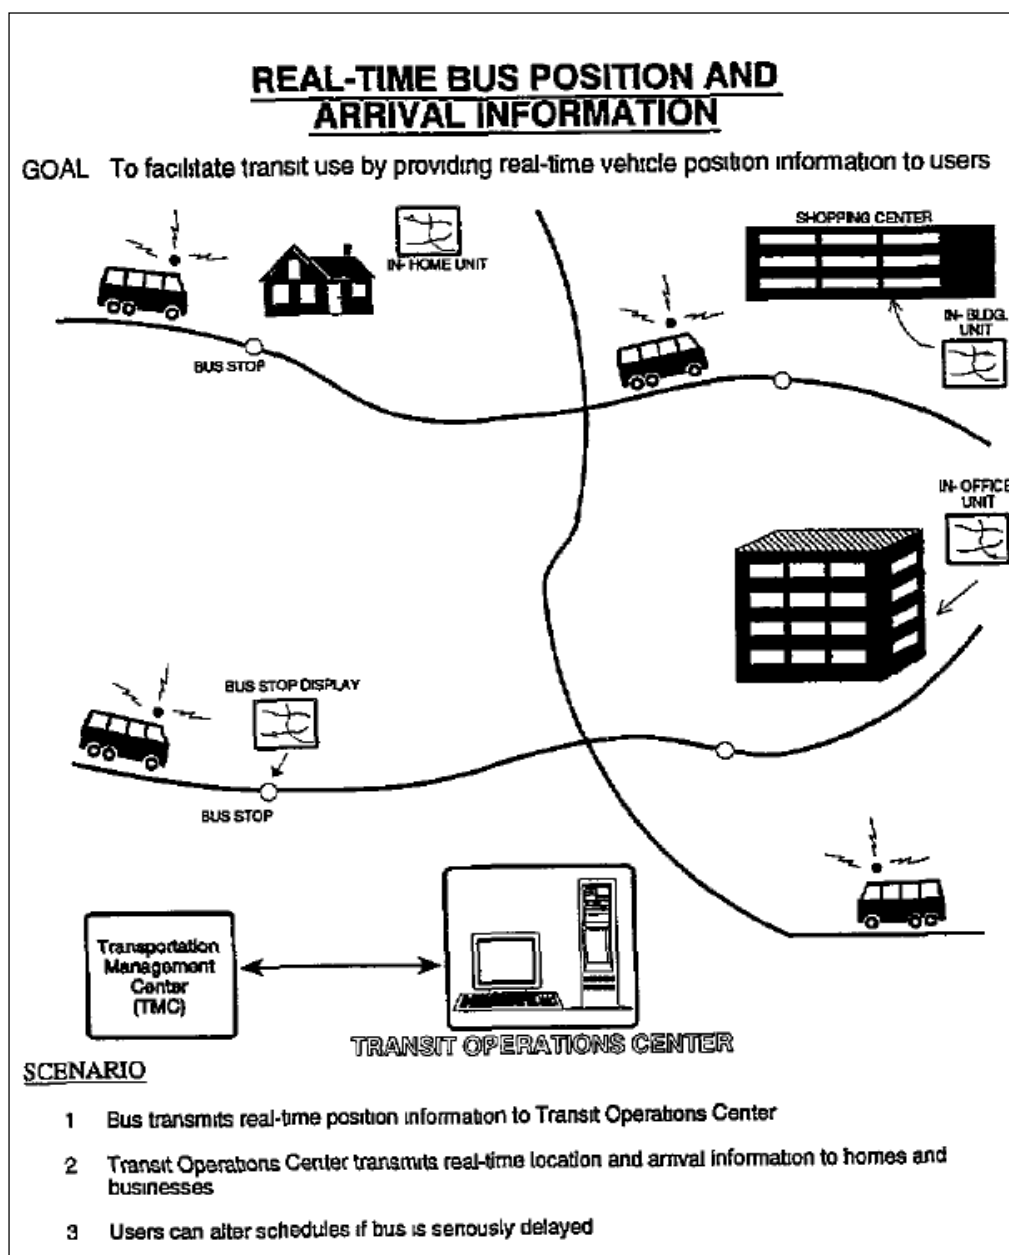 REAL-TIME BUS POSITION AND
ARRIVAL INFORMATION
GOAL To facilitate transit use by providing real-time vehicle position information to users
SHOPPING CENTER
IN-HOME UNIT
IN-BLDG.
UNIT
BUS STOP
IN-OFFICE
UNIT
BUS STOP DISPLAY
BUS STOP
Transportation
Management
Center
(TMC)
TRANSIT OPERATIONS CENTER
SCENARIO
1 Bus transmits real-time position information to Transit Operations Center
2 Transit Operations Center transmits real-time location and arrival information to homes and
businesses
3 Users can alter schedules if bus is seriously delayed